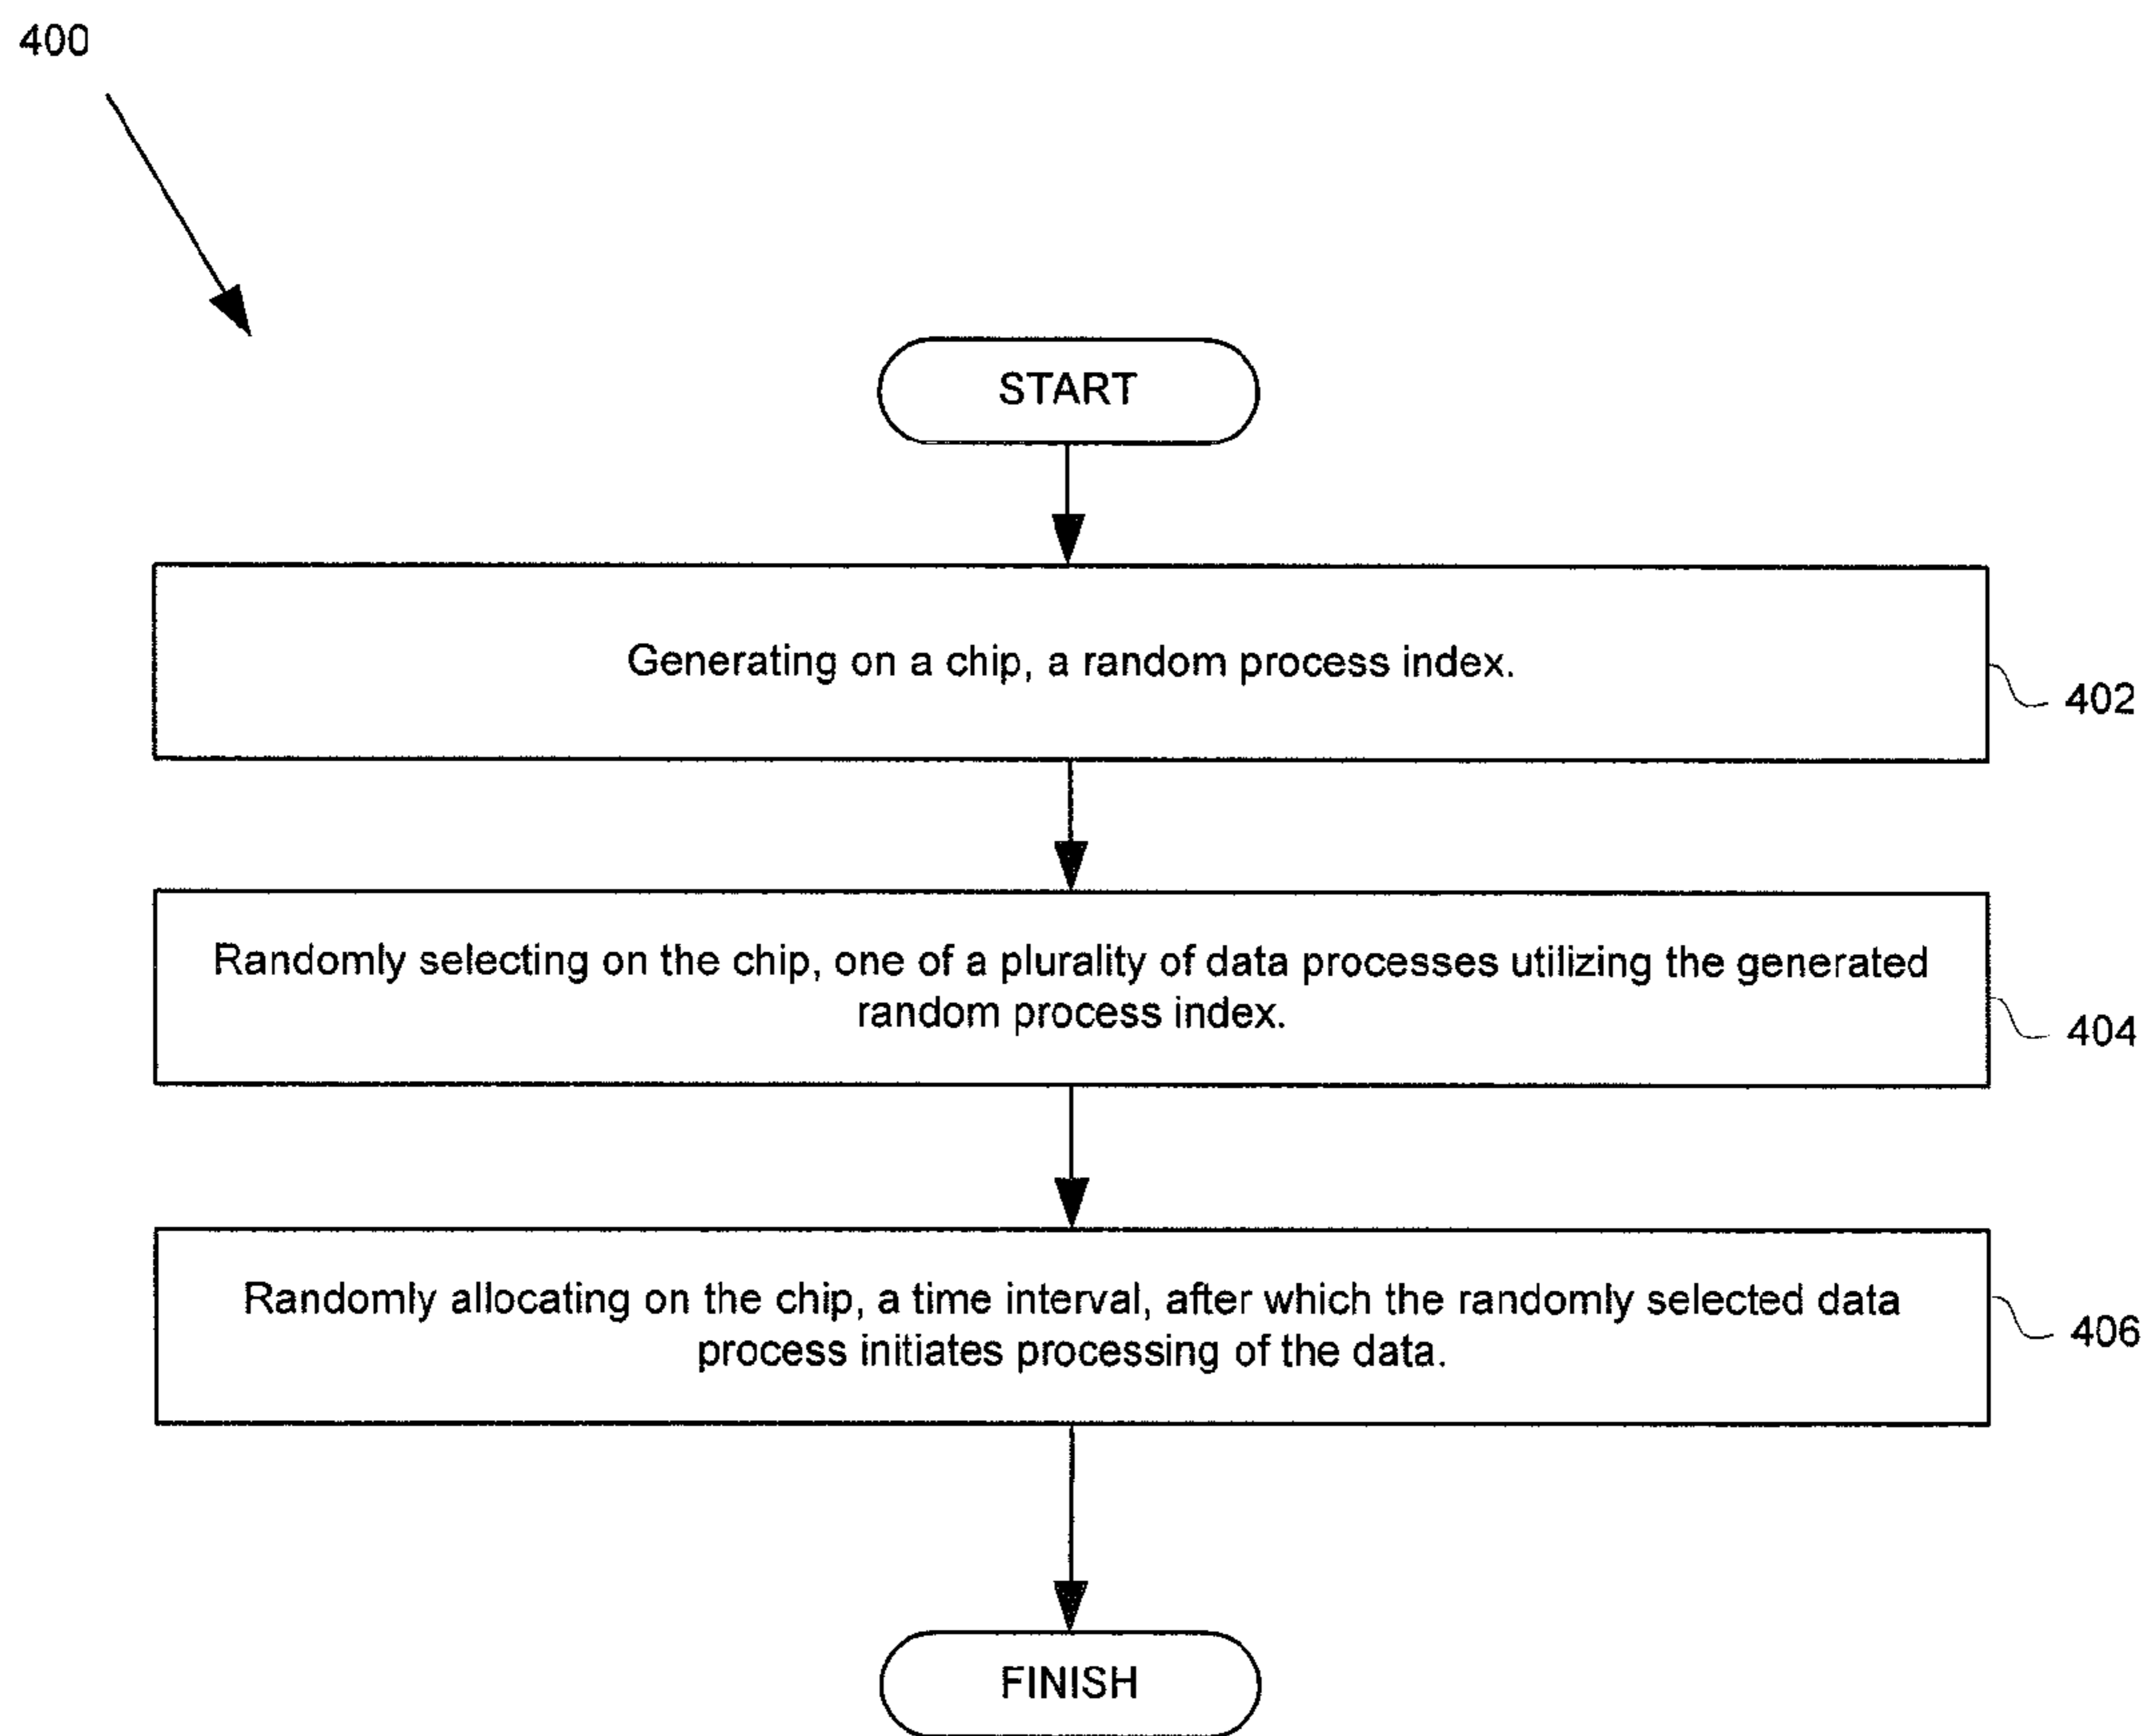 400
START
Generating on a chip, a random process index.
402
Randomly selecting on the chip, one of a plurality of data processes utilizing the generated
random process index.
404
Randomly allocating on the chip, a time interval, after which the randomly selected data
process initiates processing of the data.
406
FINISH